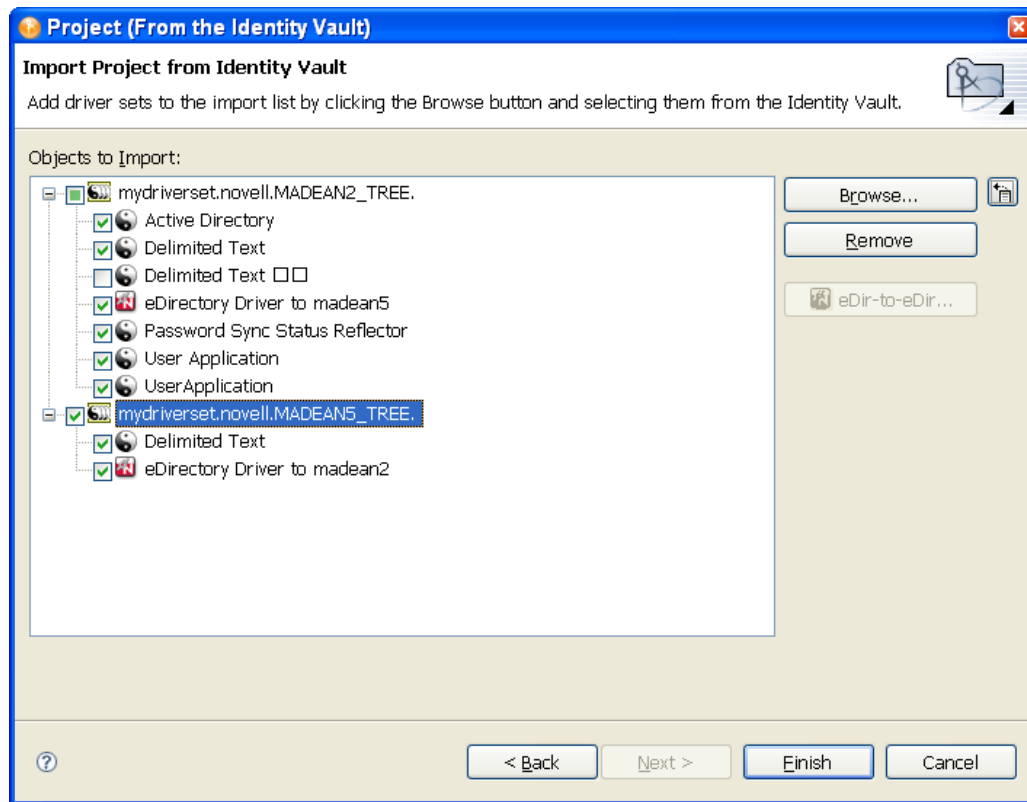 Project (From the Identity Vault)
Import Project from Identity Vault
Add driver sets to the import list by clicking the Browse button and selecting them from the Identity Vault.
Objects to Import:
mydriverset.novell.MADEAN2_TREE.
Active Directory
Delimited Text
Delimited Text □□
eDirectory Driver to madean5
Password Sync Status Reflector
User Application
UserApplication
mydriverset.novell.MADEAN5_TREE.
Delimited Text
eDirectory Driver to madean2
Browse...
Remove
eDir-to-eDir...
< Back
Next >
Finish
Cancel